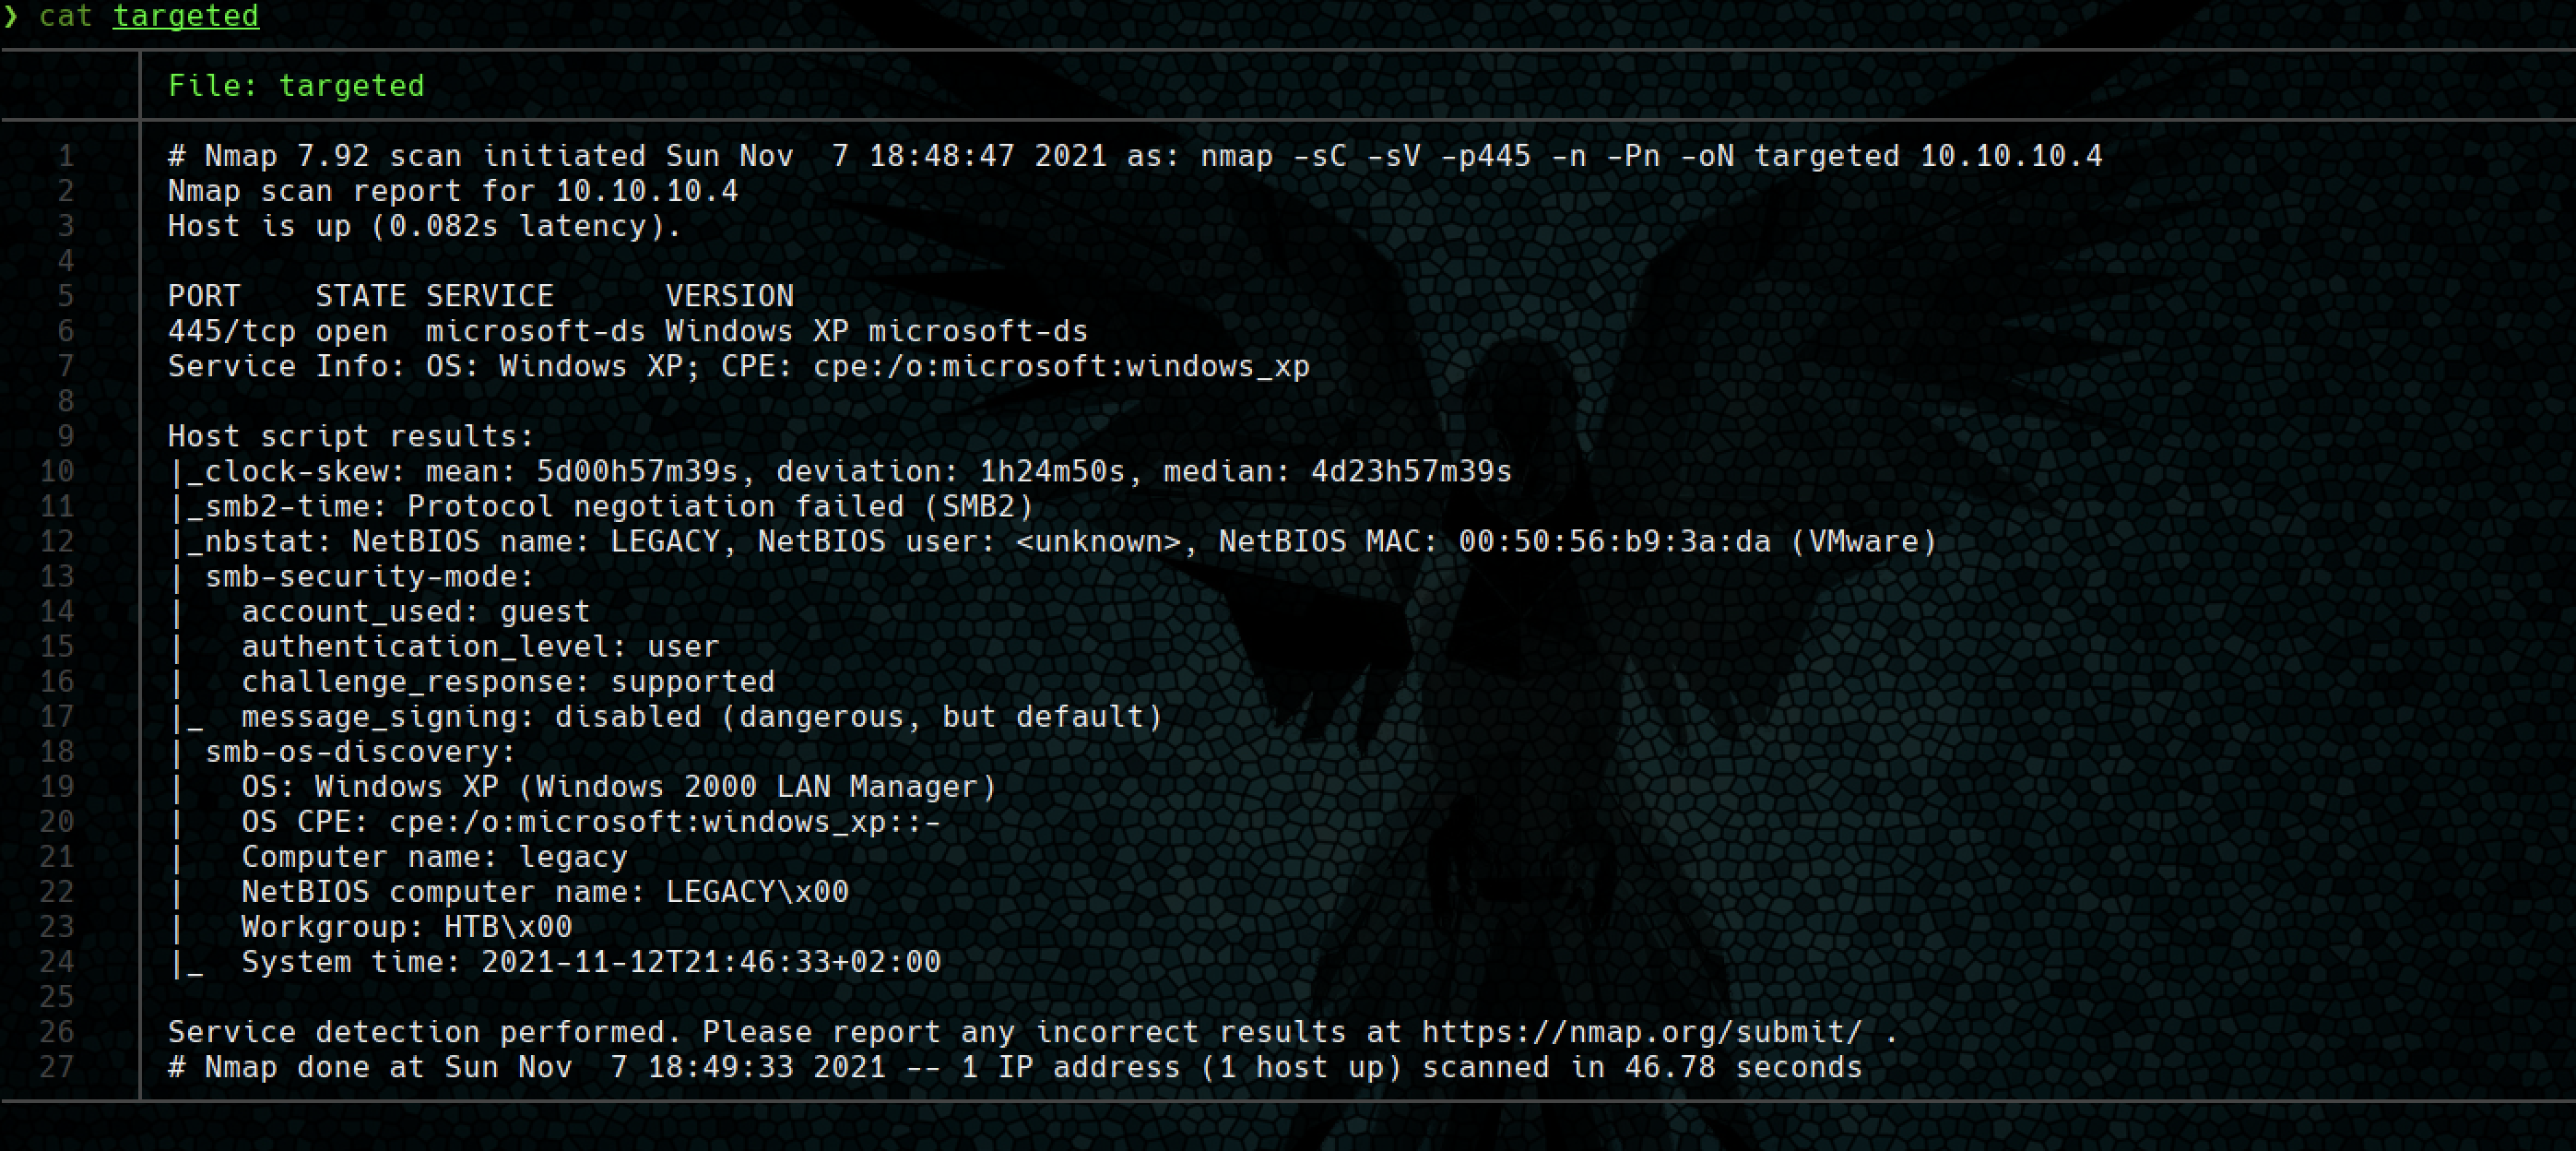 ❯ cat targeted
File: targeted
1 # Nmap 7.92 scan initiated Sun Nov  7 18:48:47 2021 as: nmap -sC -sV -p445 -n -Pn -oN targeted 10.10.10.4
2 Nmap scan report for 10.10.10.4
3 Host is up (0.082s latency).
4
5 PORT    STATE SERVICE      VERSION
6 445/tcp open  microsoft-ds Windows XP microsoft-ds
7 Service Info: OS: Windows XP; CPE: cpe:/o:microsoft:windows_xp
8
9 Host script results:
10 |_clock-skew: mean: 5d00h57m39s, deviation: 1h24m50s, median: 4d23h57m39s
11 |_smb2-time: Protocol negotiation failed (SMB2)
12 |_nbstat: NetBIOS name: LEGACY, NetBIOS user: <unknown>, NetBIOS MAC: 00:50:56:b9:3a:da (VMware)
13 | smb-security-mode:
14 |   account_used: guest
15 |   authentication_level: user
16 |   challenge_response: supported
17 |_  message_signing: disabled (dangerous, but default)
18 | smb-os-discovery:
19 |   OS: Windows XP (Windows 2000 LAN Manager)
20 |   OS CPE: cpe:/o:microsoft:windows_xp::-
21 |   Computer name: legacy
22 |   NetBIOS computer name: LEGACY\x00
23 |   Workgroup: HTB\x00
24 |_  System time: 2021-11-12T21:46:33+02:00
25
26 Service detection performed. Please report any incorrect results at https://nmap.org/submit/ .
27 # Nmap done at Sun Nov  7 18:49:33 2021 -- 1 IP address (1 host up) scanned in 46.78 seconds